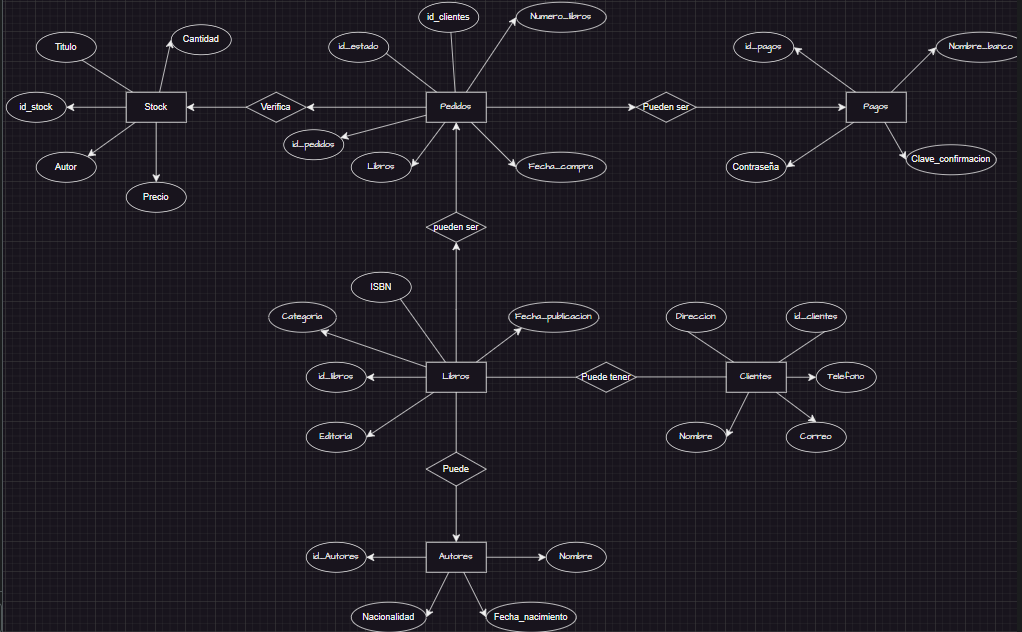 id_clientes
Numero_libros
Titulo
Cantidad
id_estado
id_pagos
Nombre_banco
id_stock
Stock
Verifica
Pedidos
Pueden ser
Pagos
id_pedidos
Autor
Libros
Fecha_compra
Contraseña
Clave_confirmacion
Precio
pueden ser
ISBN
Categoria
Fecha_publicacion
Direccion
id_clientes
id_libros
Libros
Puede tener
Clientes
Telefono
Editorial
Nombre
Correo
Puede
id_Autores
Autores
Nombre
Nacionalidad
Fecha_nacimiento